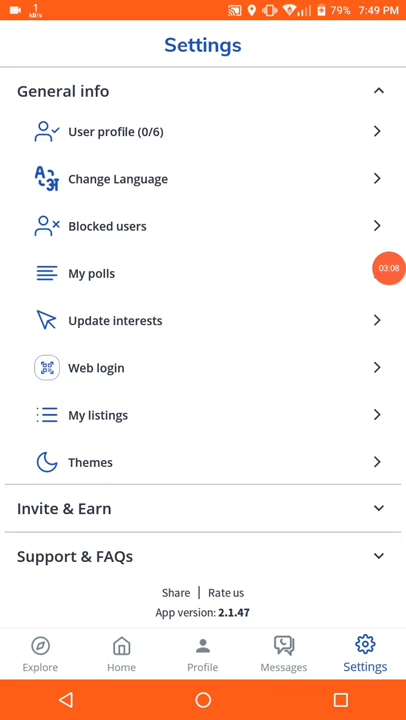 1
kB/s
79%
7:49 PM
Settings
General info
User profile (0/6)
Change Language
Blocked users
My polls
03:08
Update interests
Web login
My listings
Themes
Invite & Earn
Support & FAQs
Share | Rate us
App version: 2.1.47
Explore
Home
Profile
Messages
Settings